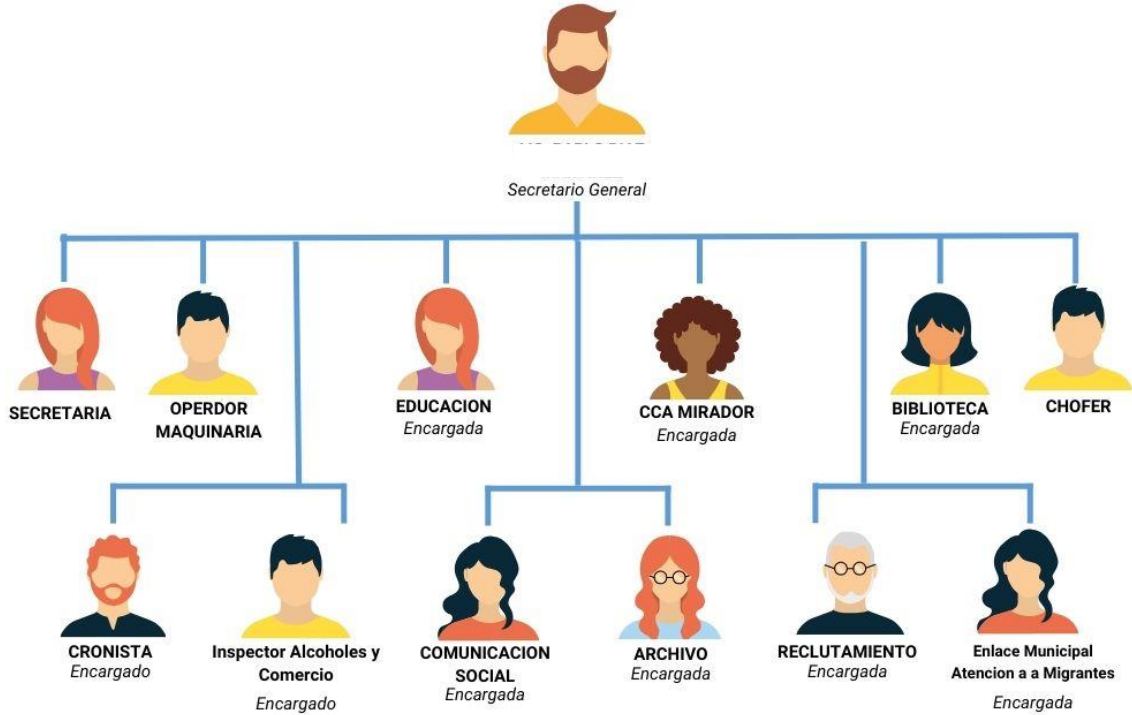 Secretario General
SECRETARIA
OPERDOR
MAQUINARIA
EDUCACION
Encargada
CCA MIRADOR
Encargada
BIBLIOTECA
Encargada
CHOFER
CRONISTA
Encargado
Inspector Alcoholes y
Comercio
Encargado
COMUNICACION
SOCIAL
Encargada
ARCHIVO
Encargada
RECLUTAMIENTO
Encargada
Enlace Municipal
Atencion a a Migrantes
Encargada